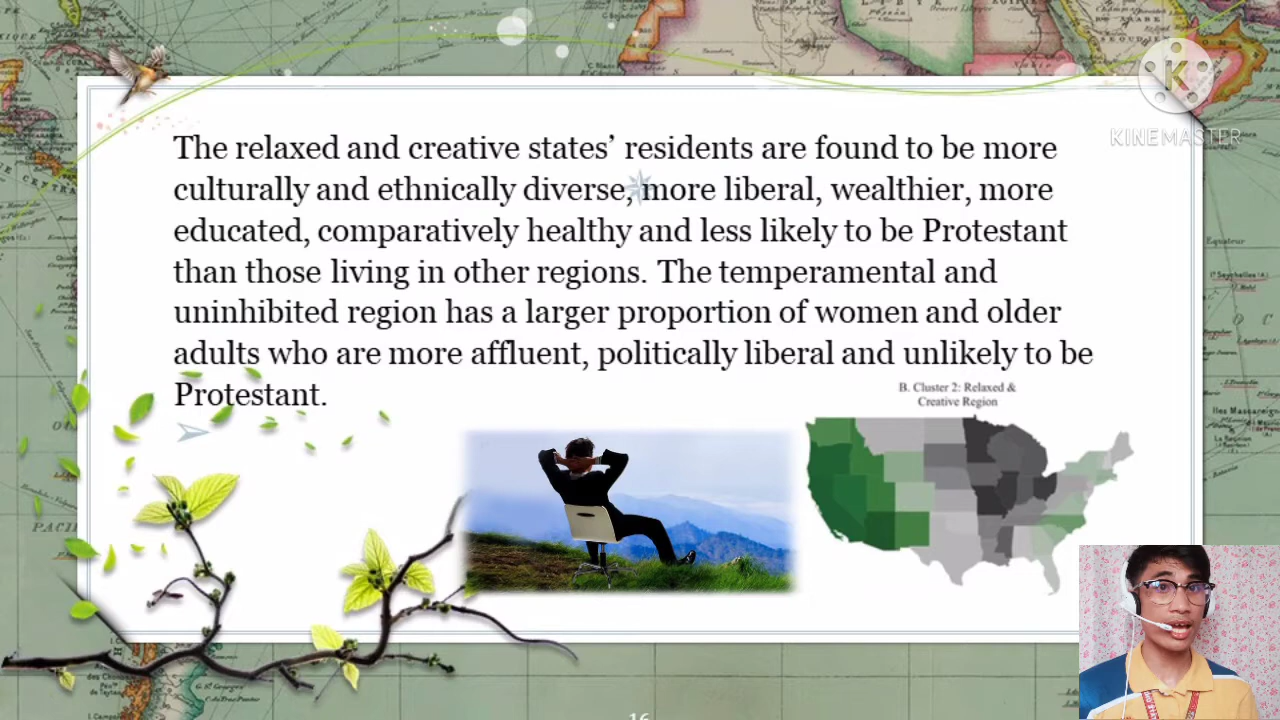 KINEMASTER
The relaxed and creative states’ residents are found to be more
culturally and ethnically diverse, more liberal, wealthier, more
educated, comparatively healthy and less likely to be Protestant
than those living in other regions. The temperamental and
uninhibited region has a larger proportion of women and older
adults who are more affluent, politically liberal and unlikely to be
Protestant.
B. Cluster 2: Relaxed &
Creative Region
Equateur
PACIF
16